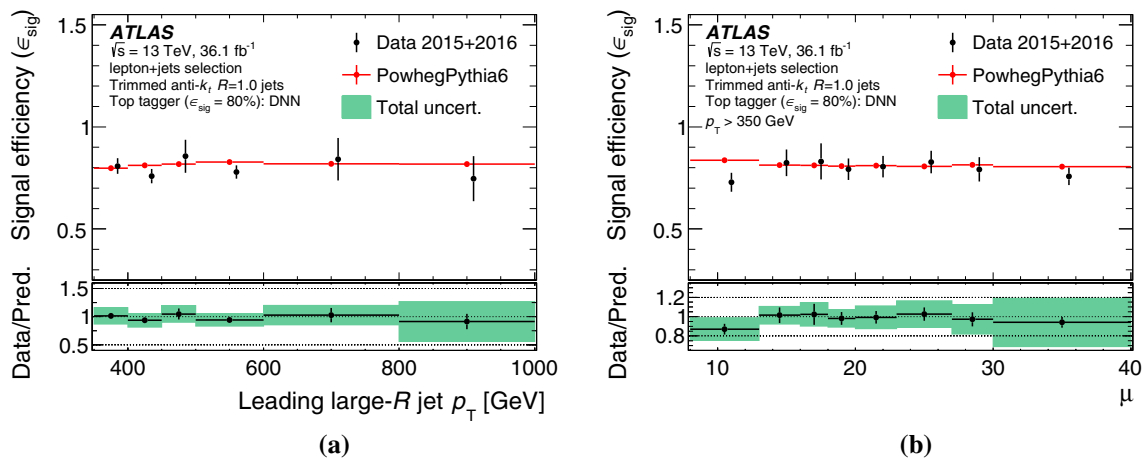 Signal efficiency (ϵsig)
1.5
1
0.5
ATLAS
√s = 13 TeV, 36.1 fb-1
lepton+jets selection
Trimmed anti-kt R=1.0 jets
Top tagger (ϵsig = 80%): DNN
Data 2015+2016
PowhegPythia6
Total uncert.
Data/Pred.
1.5
1.0
0.5
400 500 600 700 800 900 1000
Leading large-R jet pT [GeV]
(a)
Signal efficiency (ϵsig)
1.5
1
0.5
ATLAS
√s = 13 TeV, 36.1 fb-1
lepton+jets selection
Trimmed anti-kt R=1.0 jets
Top tagger (ϵsig = 80%): DNN
pT > 350 GeV
Data 2015+2016
PowhegPythia6
Total uncert.
Data/Pred.
1.2
1
0.8
10 20 30 40
μ
(b)